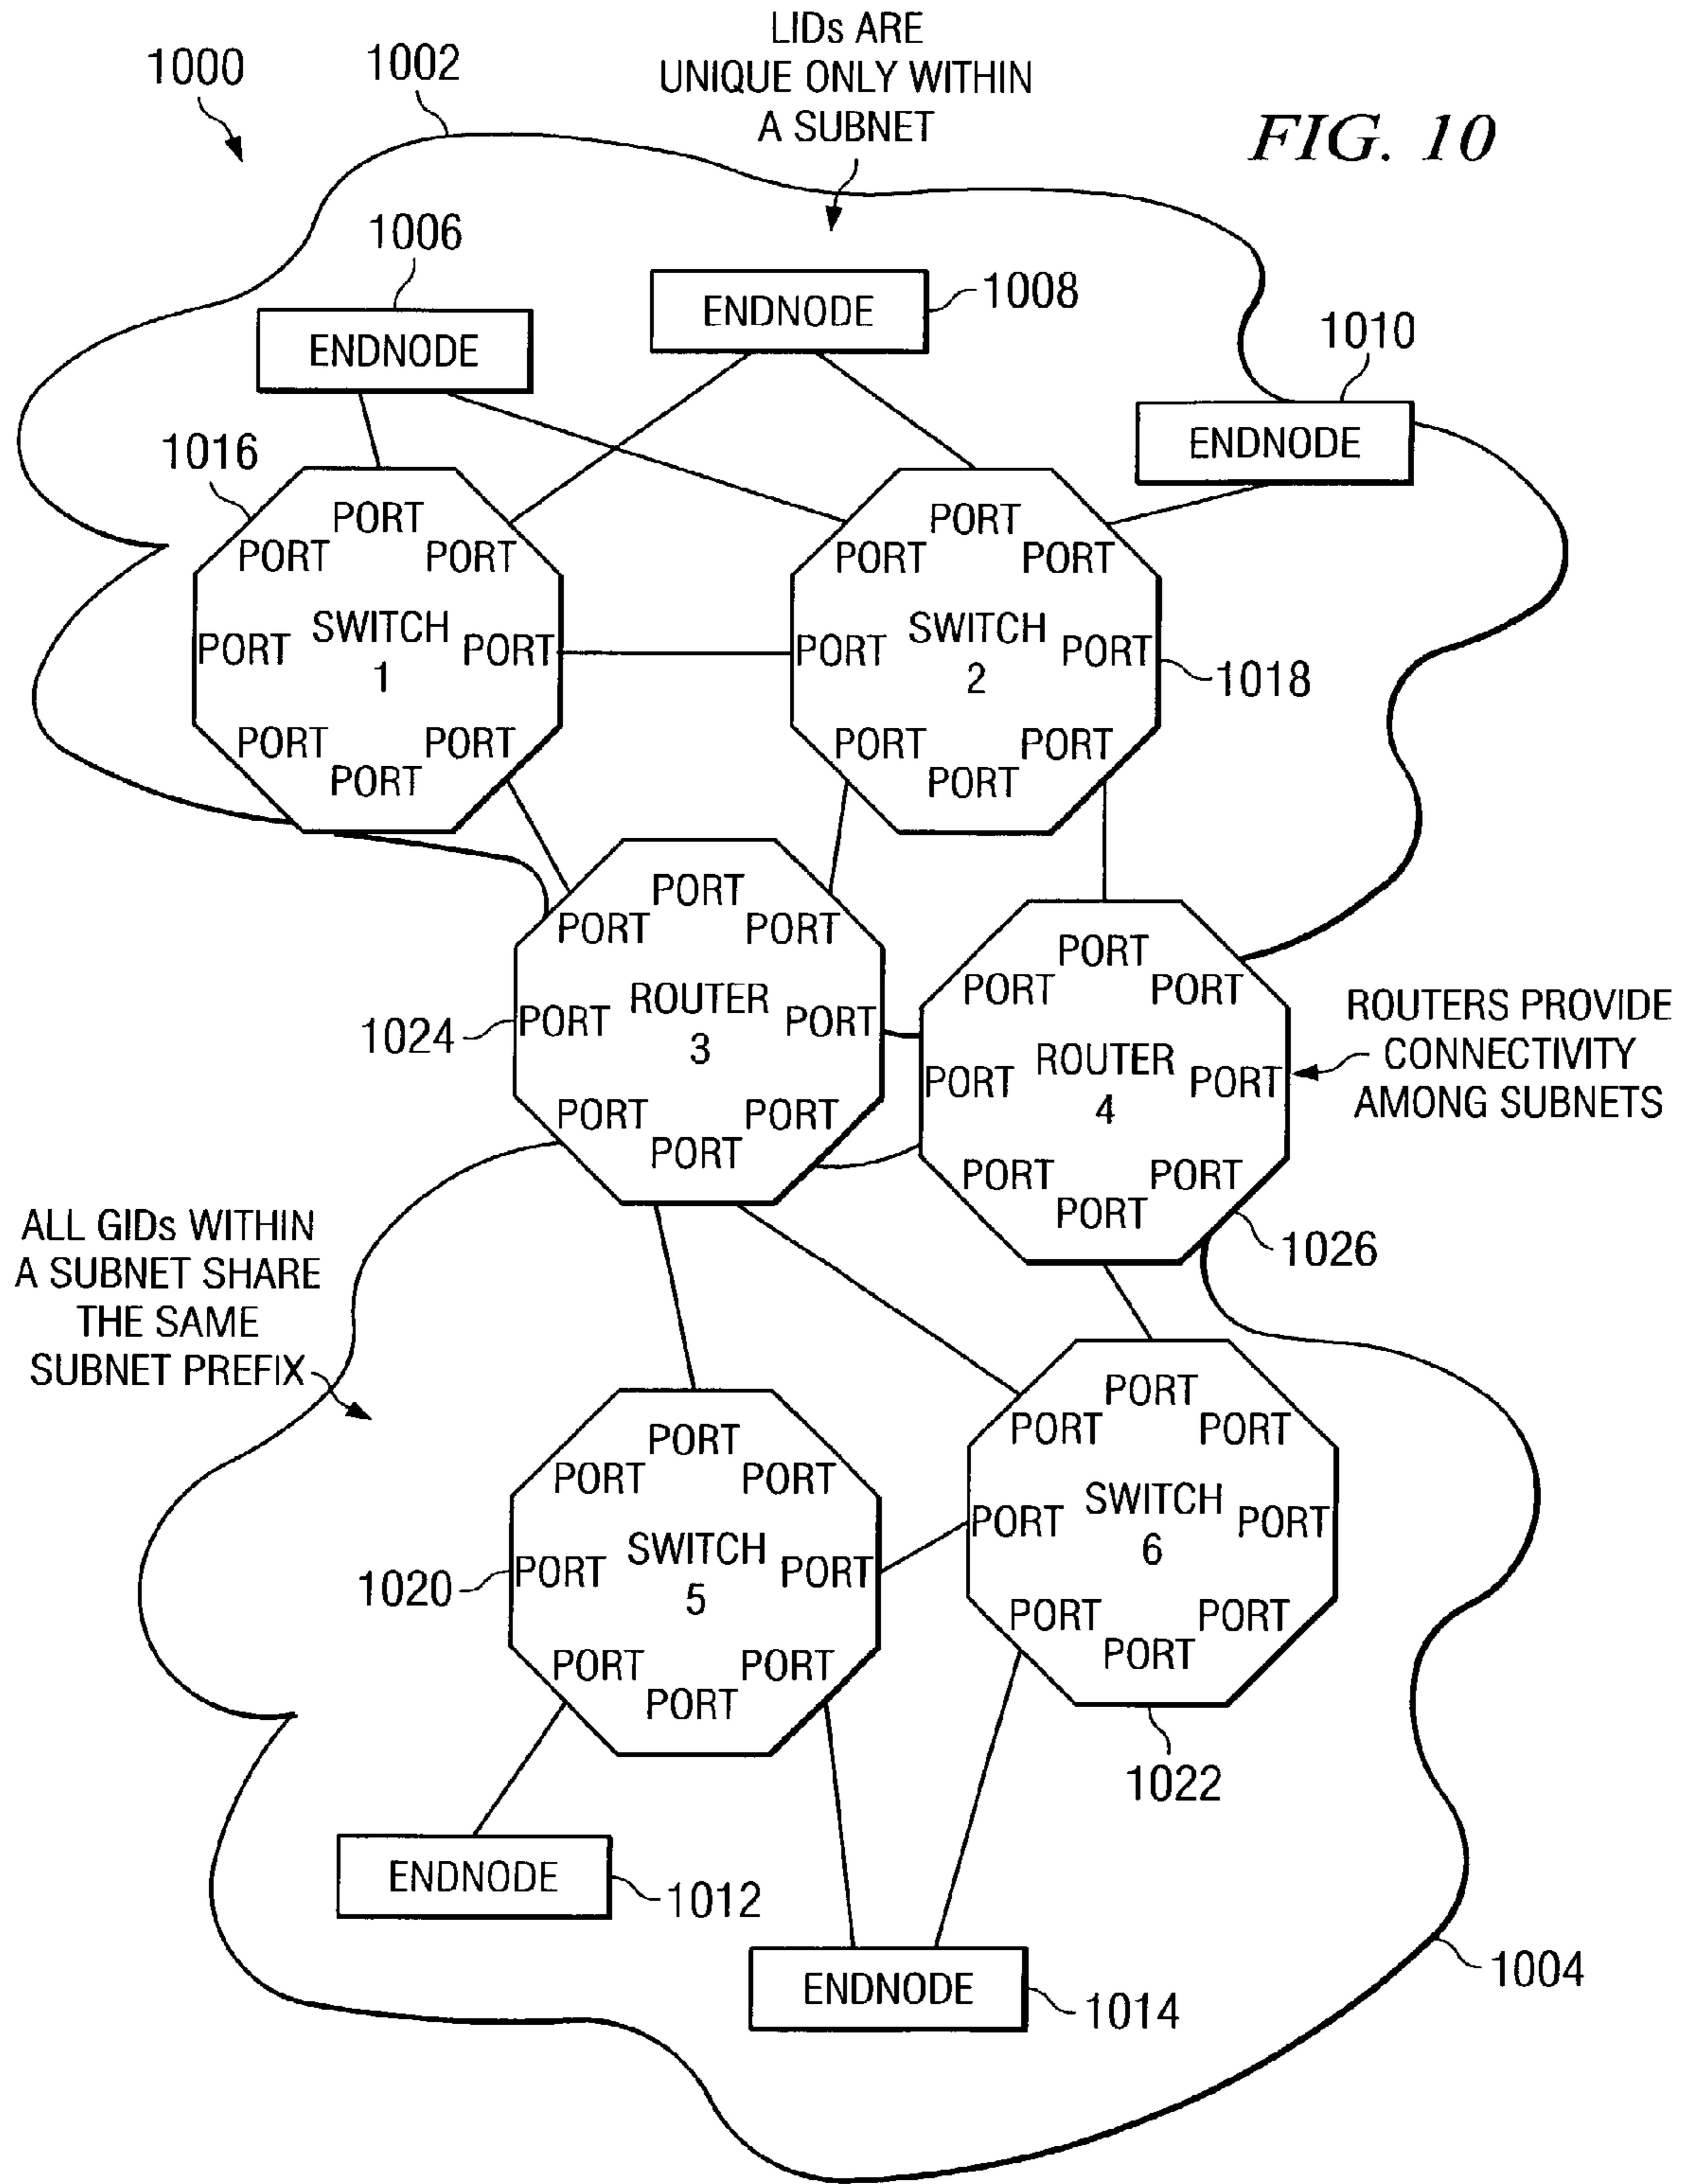 1000
1002
LIDs ARE
UNIQUE ONLY WITHIN
A SUBNET
FIG. 10
1006
ENDNODE
1008
ENDNODE
1010
ENDNODE
1016
PORT
PORT PORT
PORT SWITCH PORT
1
PORT PORT
PORT
PORT
PORT PORT
PORT SWITCH PORT
2
1018
PORT PORT
PORT
PORT
PORT PORT
1024
PORT ROUTER PORT
3
PORT PORT
PORT
PORT
PORT PORT
PORT ROUTER PORT
4
PORT PORT
PORT
1026
ROUTERS PROVIDE
CONNECTIVITY
AMONG SUBNETS
ALL GIDs WITHIN
A SUBNET SHARE
THE SAME
SUBNET PREFIX
PORT
PORT PORT
1020
PORT SWITCH PORT
5
PORT PORT
PORT
PORT
PORT PORT
PORT SWITCH PORT
6
PORT PORT
PORT
1022
ENDNODE
1012
ENDNODE
1014
1004